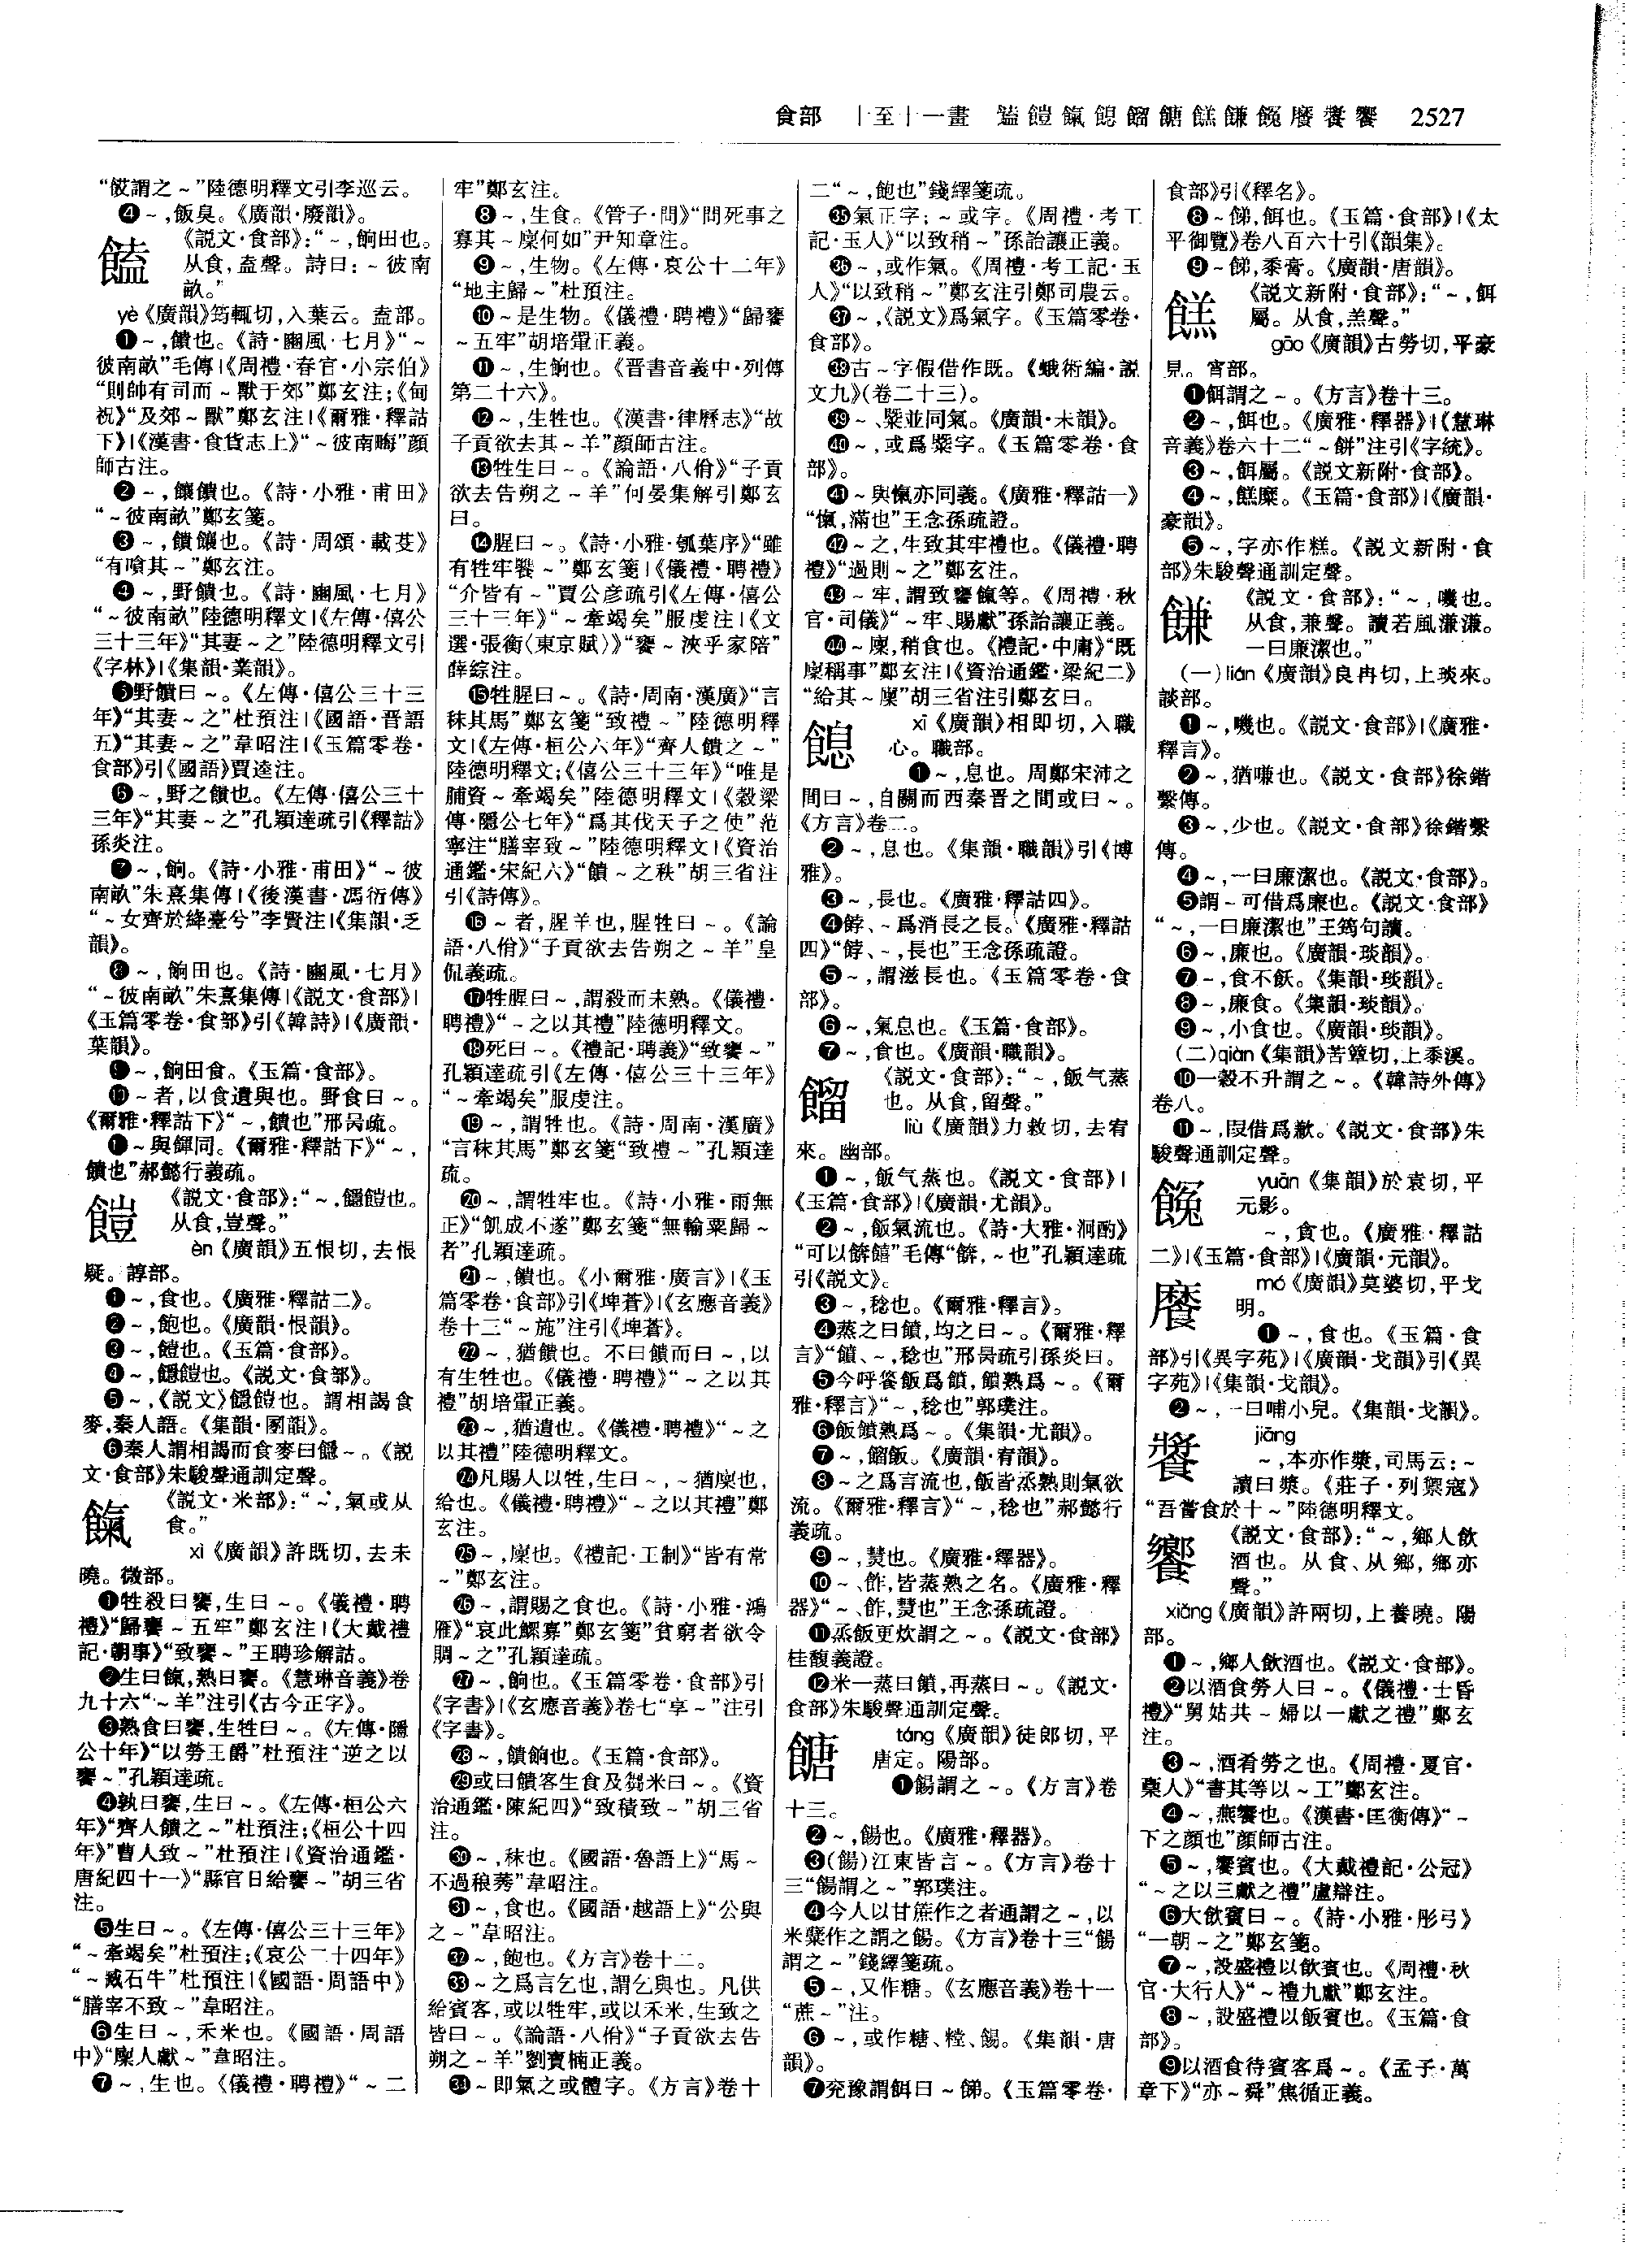 食部　十至十一畫　饁餲餼䭒餾餹餻䭑䬧䭩餮饗　2527
“餀謂之～”陸德明釋文引李巡云。
❹～,飯臭。《廣韻·廢韻》。
饁
《説文·食部》：“～,餉田也。
从食,盍聲。詩曰：～彼南
畝。”
yè《廣韻》筠輒切,入葉云。盍部。
❶～,饋也。《詩·豳風·七月》“～
彼南畝”毛傳|《周禮·春官·小宗伯》
“則帥有司而～獸于郊”鄭玄注;《甸
祝》“及郊～獸”鄭玄注|《爾雅·釋詁
下》|《漢書·食貨志上》“～彼南畮”顔
師古注。
❷～,饟饋也。《詩·小雅·甫田》
“～彼南畝”鄭玄箋。
❸～,饋饟也。《詩·周頌·載芟》
“有噲其～”鄭玄注。
❹～,野饋也。《詩·豳風·七月》
“～彼南畝”陸德明釋文|《左傳·僖公
三十三年》“其妻～之”陸德明釋文引
《字林》|《集韻·業韻》。
❺野饋曰～。《左傳·僖公三十三
年》“其妻～之”杜預注|《國語·晋語
五》“其妻～之”韋昭注|《玉篇零卷·
食部》引《國語》賈逵注。
❻～,野之饋也。《左傳·僖公三十
三年》“其妻～之”孔穎達疏引《釋詁》
孫炎注。
❼～,餉。《詩·小雅·甫田》“～彼
南畝”朱熹集傳|《後漢書·馮衍傳》
“～女齊於絳臺兮”李賢注|《集韻·乏
韻》。
❽～,餉田也。《詩·豳風·七月》
“～彼南畝”朱熹集傳|《説文·食部》|
《玉篇零卷·食部》引《韓詩》|《廣韻·
葉韻》。
❾～,餉田食。《玉篇·食部》。
❿～者,以食遺與也。野食曰～。
《爾雅·釋詁下》“～,饋也”邢昺疏。
⓫～與餫同。《爾雅·釋詁下》“～,
饋也”郝懿行義疏。
《説文·食部》：“～,䭡䭓也。
从食,豈聲。”
èn《廣韻》五恨切,去恨
疑。諄部。
❶～,食也。《廣雅·釋詁二》。
❷～,飽也。《廣韻·恨韻》。
❺～,《説文》䭡䭓也。謂相謁食
麥,秦人語。《集韻·圂韻》。
❻秦人謂相謁而食麥曰䭡～。《説
文·食部》朱駿聲通訓定聲。
餼
《説文·米部》：“～,氣或从
食。”
xì《廣韻》許既切,去未
曉。微部。
❶牲殺曰饔,生曰～。《儀禮·聘
禮》“歸饔～五牢”鄭玄注|《大戴禮
記·朝事》“致饔～”王聘珍解詁。
❷生曰餼,熟曰饔。《慧琳音義》卷
九十六“～羊”注引《古今正字》。
❸熟食曰饔,生牲曰～。《左傳·隱
公十年》“以勞王爵”杜預注“逆之以
饔～”孔穎達疏。
❹孰曰饔,生曰～。《左傳·桓公六
年》“齊人饋之～”杜預注;《桓公十四
年》“曹人致～”杜預注|《資治通鑑·
唐紀四十一》“縣官日給饔～”胡三省
注。
❺生曰～。《左傳·僖公三十三年》
“～牽竭矣”杜預注;《哀公二十四年》
“～臧石牛”杜預注|《國語·周語中》
“膳宰不致～”韋昭注。
❻生曰～,禾米也。《國語·周語
中》“廩人獻～”韋昭注。
❼～,生也。《儀禮·聘禮》“～二
牢”鄭玄注。
❽～,生食。《管子·問》“問死事之
寡其～廩何如”尹知章注。
❾～,生物。《左傳·哀公十二年》
“地主歸～”杜預注。
❿～是生物。《儀禮·聘禮》“歸饔
～五牢”胡培翬正義。
⓫～,生餉也。《晋書音義中·列傳
第二十六》。
⓬～,生牲也。《漢書·律曆志》“故
子貢欲去其～羊”顔師古注。
⓭牲生曰～。《論語·八佾》“子貢
欲去告朔之～羊”何晏集解引鄭玄
曰。
⓮腥曰～。《詩·小雅·瓠葉序》“雖
有牲牢饔～”鄭玄箋|《儀禮·聘禮》
“介皆有～”賈公彦疏引《左傳·僖公
三十三年》“～牽竭矣”服虔注|《文
選·張衡〈東京賦〉》“饔～浹乎家陪”
薛綜注。
⓯牲腥曰～。《詩·周南·漢廣》“言
秣其馬”鄭玄箋“致禮～”陸德明釋
文|《左傳·桓公六年》“齊人饋之～”
陸德明釋文;《僖公三十三年》“唯是
脯資～牽竭矣”陸德明釋文|《穀梁
傳·隱公七年》“爲其伐天子之使”范
寧注“膳宰致～”陸德明釋文|《資治
通鑑·宋紀六》“饋～之秩”胡三省注
引《詩傳》。
⓰～者,腥羊也,腥牲曰～。《論
語·八佾》“子貢欲去告朔之～羊”皇
侃義疏。
⓱牲腥曰～,謂殺而未熟。《儀禮·
聘禮》“～之以其禮”陸德明釋文。
⓲死曰～。《禮記·聘義》“致饔～”
孔穎達疏引《左傳·僖公三十三年》
“～牽竭矣”服虔注。
⓳～,謂牲也。《詩·周南·漢廣》
“言秣其馬”鄭玄箋“致禮～”孔穎達
疏。
⓴～,謂牲牢也。《詩·小雅·雨無
正》“飢成不遂”鄭玄箋“無輸粟歸～
者”孔穎達疏。
㉑～,饋也。《小爾雅·廣言》|《玉
篇零卷·食部》引《埤蒼》|《玄應音義》
卷十三“～施”注引《埤蒼》。
㉒～,猶饋也。不曰饋而曰～,以
有生牲也。《儀禮·聘禮》“～之以其
禮”胡培翬正義。
㉓～,猶遺也。《儀禮·聘禮》“～之
以其禮”陸德明釋文。
㉔凡賜人以牲,生曰～,～猶廩也,
給也。《儀禮·聘禮》“～之以其禮”鄭
玄注。
㉕～,廩也。《禮記·王制》“皆有常
～”鄭玄注。
㉖～,謂賜之食也。《詩·小雅·鴻
雁》“哀此鰥寡”鄭玄箋“貧窮者欲令
賙～之”孔穎達疏。
㉗～,餉也。《玉篇零卷·食部》引
《字書》|《玄應音義》卷七“享～”注引
《字書》。
㉘～,饋餉也。《玉篇·食部》。
㉙或曰饋客生食及芻米曰～。《資
治通鑑·陳紀四》“致積致～”胡三省
注。
㉚～,秣也。《國語·魯語上》“馬～
不過稂莠”韋昭注。
㉛～,食也。《國語·越語上》“公與
之～”韋昭注。
㉜～,飽也。《方言》卷十二。
㉝～之爲言乞也,謂乞與也。凡供
給賓客,或以牲牢,或以禾米,生致之
皆曰～。《論語·八佾》“子貢欲去告
朔之～羊”劉寶楠正義。
㉞～即氣之或體字。《方言》卷十
二“～,飽也”錢繹箋疏。
㉟氣正字;～或字。《周禮·考工
記·玉人》“以致稍～”孫詒讓正義。
㊱～,或作氣。《周禮·考工記·玉
人》“以致稍～”鄭玄注引鄭司農云。
㊲～,《説文》爲氣字。《玉篇零卷·
食部》。
㊳古～字假借作既。《蛾術編·説
文九》(卷二十三)。
㊴～、槩並同氣。《廣韻·未韻》。
㊵～,或爲槩字。《玉篇零卷·食
部》。
㊶～與愾亦同義。《廣雅·釋詁一》
“愾,滿也”王念孫疏證。
㊷～之,生致其牢禮也。《儀禮·聘
禮》“過則～之”鄭玄注。
㊸～牢,謂致饔餼等。《周禮·秋
官·司儀》“～牢、賜獻”孫詒讓正義。
㊹～廩,稍食也。《禮記·中庸》“既
廩稱事”鄭玄注|《資治通鑑·梁紀二》
“給其～廩”胡三省注引鄭玄曰。
xī《廣韻》相即切,入職
心。職部。
❶～,息也。周鄭宋沛之
間曰～,自關而西秦晋之間或曰～。
《方言》卷二。
❷～,息也。《集韻·職韻》引《博
雅》。
❸～,長也。《廣雅·釋詁四》。
❹餑、～爲消長之長。《廣雅·釋詁
四》“餑、～,長也”王念孫疏證。
❺～,謂滋長也。《玉篇零卷·食
部》。
❻～,氣息也。《玉篇·食部》。
❼～,食也。《廣韻·職韻》。
餾
《説文·食部》：“～,飯气蒸
也。从食,留聲。”
liù《廣韻》力救切,去宥
來。幽部。
❶～,飯气蒸也。《説文·食部》|
《玉篇·食部》|《廣韻·尤韻》。
❷～,飯氣流也。《詩·大雅·泂酌》
“可以餴饎”毛傳“餴,～也”孔穎達疏
引《説文》。
❸～,稔也。《爾雅·釋言》。
❹蒸之曰饙,均之曰～。《爾雅·釋
言》“饙、～,稔也”邢昺疏引孫炎曰。
❺今呼餐飯爲饙,饙熟爲～。《爾
雅·釋言》“～,稔也”郭璞注。
❻飯饙熟爲～。《集韻·尤韻》。
❼～,餾飯。《廣韻·宥韻》。
❽～之爲言流也,飯皆烝熟則氣欲
流。《爾雅·釋言》“～,稔也”郝懿行
義疏。
❾～,䊩也。《廣雅·釋器》。
❿～、飵,皆蒸熟之名。《廣雅·釋
⓫烝飯更炊謂之～。《説文·食部》
桂馥義證。
⓬米一蒸曰饙,再蒸曰～。《説文·
食部》朱駿聲通訓定聲。
餹
táng《廣韻》徒郎切,平
唐定。陽部。
❶餳謂之～。《方言》卷
十三。
❷～,餳也。《廣雅·釋器》。
❸(餳)江東皆言～。《方言》卷十
三“餳謂之～”郭璞注。
❹今人以甘蔗作之者通謂之～,以
米糱作之謂之餳。《方言》卷十三“餳
謂之～”錢繹箋疏。
❺～,又作糖。《玄應音義》卷十一
“蔗～”注。
❻～,或作糖、糛、餳。《集韻·唐
韻》。
❼兖豫謂餌曰～䬾。《玉篇零卷·
食部》引《釋名》。
❽～䬾,餌也。《玉篇·食部》|《太
平御覽》卷八百六十引《韻集》。
❾～䬾,黍膏。《廣韻·唐韻》。
餻
《説文新附·食部》：“～,餌
屬。从食,羔聲。”
gāo《廣韻》古勞切,平豪
見。宵部。
❶餌謂之～。《方言》卷十三。
❷～,餌也。《廣雅·釋器》|《慧琳
音義》卷六十二“～餅”注引《字統》。
❸～,餌屬。《説文新附·食部》。
❹～,餻糜。《玉篇·食部》|《廣韻·
豪韻》。
❺～,字亦作糕。《説文新附·食
部》朱駿聲通訓定聲。
䭑
《説文·食部》：“～,嘰也。
从食,兼聲。讀若風溓溓。
一曰廉潔也。”
(一)lián《廣韻》良冉切,上琰來。
談部。
❶～,嘰也。《説文·食部》|《廣雅·
釋言》。
❷～,猶嗛也。《説文·食部》徐鍇
繫傳。
❸～,少也。《説文·食部》徐鍇繫
傳。
❹～,一曰廉潔也。《説文·食部》。
❺謂～可借爲廉也。《説文·食部》
“～,一曰廉潔也”王筠句讀。
❻～,廉也。《廣韻·琰韻》。
❼～,食不飫。《集韻·琰韻》。
❽～,廉食。《集韻·琰韻》。
❾～,小食也。《廣韻·琰韻》。
(二)qiàn《集韻》苦簟切,上忝溪。
❿一穀不升謂之～。《韓詩外傳》
卷八。
⓫～,叚借爲歉。《説文·食部》朱
駿聲通訓定聲。
yuān《集韻》於袁切,平
元影。
～,食也。《廣雅·釋詁
二》|《玉篇·食部》|《廣韻·元韻》。
mó《廣韻》莫婆切,平戈
明。
❶～,食也。《玉篇·食
部》引《異字苑》|《廣韻·戈韻》引《異
字苑》|《集韻·戈韻》。
❷～,一曰哺小兒。《集韻·戈韻》。
jiāng
～,本亦作漿,司馬云：～
讀曰漿。《莊子·列禦寇》
“吾嘗食於十～”陸德明釋文。
饗
《説文·食部》：“～,鄉人飲
酒也。从食、从鄉,鄉亦
聲。”
xiǎng《廣韻》許兩切,上養曉。陽
部。
❶～,鄉人飲酒也。《説文·食部》。
❷以酒食勞人曰～。《儀禮·士昏
禮》“舅姑共～婦以一獻之禮”鄭玄
注。
❸～,酒肴勞之也。《周禮·夏官·
稾人》“書其等以～工”鄭玄注。
❹～,燕饗也。《漢書·匡衡傳》“～
下之顔也”顔師古注。
❺～,饗賓也。《大戴禮記·公冠》
“～之以三獻之禮”盧辯注。
❻大飲賓曰～。《詩·小雅·彤弓》
“一朝～之”鄭玄箋。
❼～,設盛禮以飲賓也。《周禮·秋
官·大行人》“～禮九獻”鄭玄注。
❽～,設盛禮以飯賓也。《玉篇·食
部》。
❾以酒食待賓客爲～。《孟子·萬
章下》“亦～舜”焦循正義。